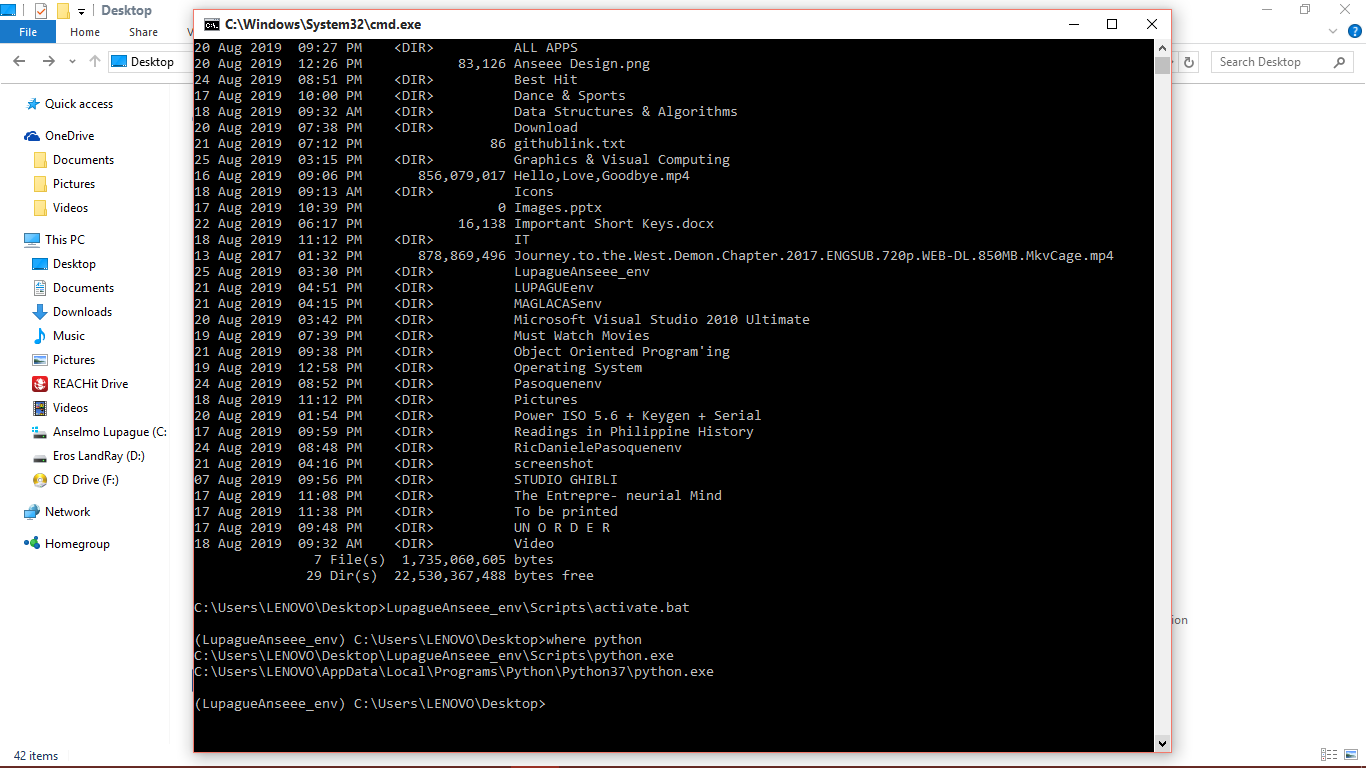 Desktop
File
Home
Share
Desktop
Search Desktop
Quick access
OneDrive
Documents
Pictures
Videos
This PC
Desktop
Documents
Downloads
Music
Pictures
REACHit Drive
Videos
Anselmo Lupague (C:
Eros LandRay (D:)
CD Drive (F:)
Network
Homegroup
42 items
C:\Windows\System32\cmd.exe
20 Aug 2019  09:27 PM    <DIR>          ALL APPS
20 Aug 2019  12:26 PM            83,126 Anseee Design.png
24 Aug 2019  08:51 PM    <DIR>          Best Hit
17 Aug 2019  10:00 PM    <DIR>          Dance & Sports
18 Aug 2019  09:32 AM    <DIR>          Data Structures & Algorithms
20 Aug 2019  07:38 PM    <DIR>          Download
21 Aug 2019  07:12 PM                86 githublink.txt
25 Aug 2019  03:15 PM    <DIR>          Graphics & Visual Computing
16 Aug 2019  09:06 PM       856,079,017 Hello,Love,Goodbye.mp4
18 Aug 2019  09:13 AM    <DIR>          Icons
17 Aug 2019  10:39 PM                 0 Images.pptx
22 Aug 2019  06:17 PM            16,138 Important Short Keys.docx
18 Aug 2019  11:12 PM    <DIR>          IT
13 Aug 2017  01:32 PM       878,869,496 Journey.to.the.West.Demon.Chapter.2017.ENGSUB.720p.WEB-DL.850MB.MkvCage.mp4
25 Aug 2019  03:30 PM    <DIR>          LupagueAnseee_env
21 Aug 2019  04:51 PM    <DIR>          LUPAGUEenv
21 Aug 2019  04:15 PM    <DIR>          MAGLACASenv
20 Aug 2019  03:42 PM    <DIR>          Microsoft Visual Studio 2010 Ultimate
19 Aug 2019  07:39 PM    <DIR>          Must Watch Movies
21 Aug 2019  09:38 PM    <DIR>          Object Oriented Program'ing
19 Aug 2019  12:58 PM    <DIR>          Operating System
24 Aug 2019  08:52 PM    <DIR>          Pasoquenenv
18 Aug 2019  11:12 PM    <DIR>          Pictures
20 Aug 2019  01:54 PM    <DIR>          Power ISO 5.6 + Keygen + Serial
17 Aug 2019  09:59 PM    <DIR>          Readings in Philippine History
24 Aug 2019  08:48 PM    <DIR>          RicDanielePasoquenenv
21 Aug 2019  04:16 PM    <DIR>          screenshot
07 Aug 2019  09:56 PM    <DIR>          STUDIO GHIBLI
17 Aug 2019  11:08 PM    <DIR>          The Entrepre- neurial Mind
17 Aug 2019  11:38 PM    <DIR>          To be printed
17 Aug 2019  09:48 PM    <DIR>          UN O R D E R
18 Aug 2019  09:32 AM    <DIR>          Video
7 File(s)  1,735,060,605 bytes
29 Dir(s)  22,530,367,488 bytes free
C:\Users\LENOVO\Desktop>LupagueAnseee_env\Scripts\activate.bat
(LupagueAnseee_env) C:\Users\LENOVO\Desktop>where python
C:\Users\LENOVO\Desktop\LupagueAnseee_env\Scripts\python.exe
C:\Users\LENOVO\AppData\Local\Programs\Python\Python37\python.exe
(LupagueAnseee_env) C:\Users\LENOVO\Desktop>